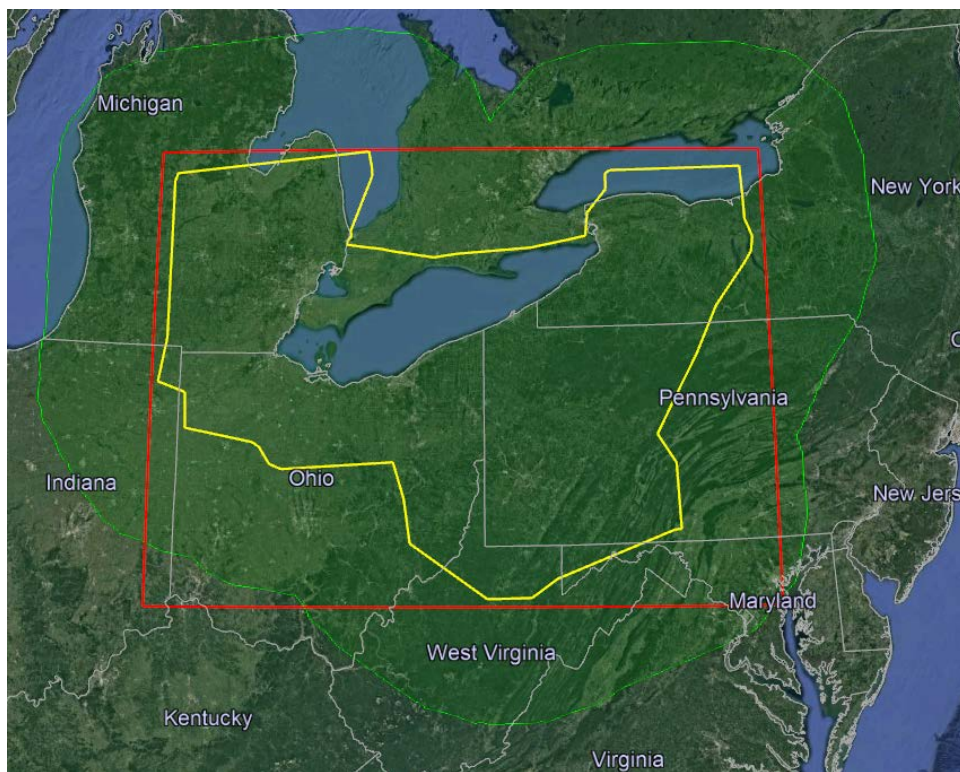 Michigan
New York
Pennsylvania
Indiana
Ohio
New Jers
Maryland
West Virginia
Kentucky
Virginia